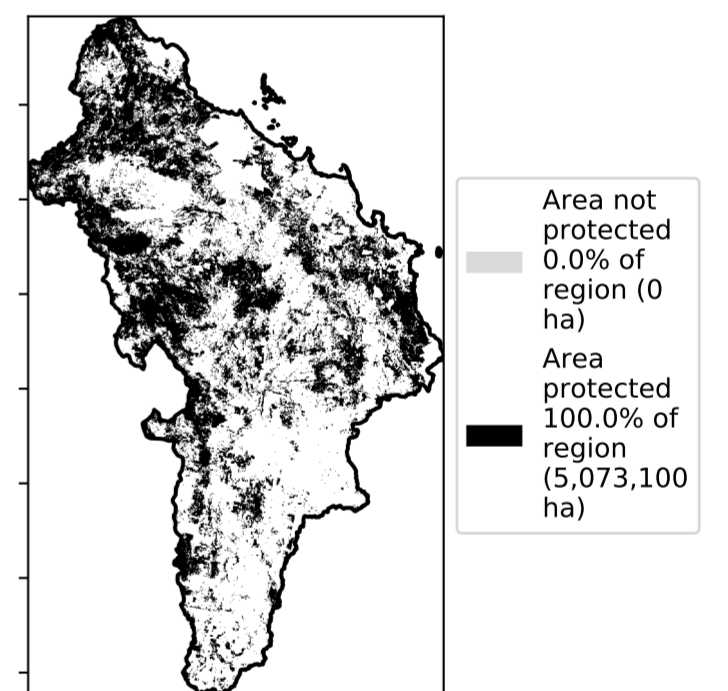 Area not
protected
0.0% of
region (0
ha)
Area
protected
100.0% of
region
(5,073,100
ha)